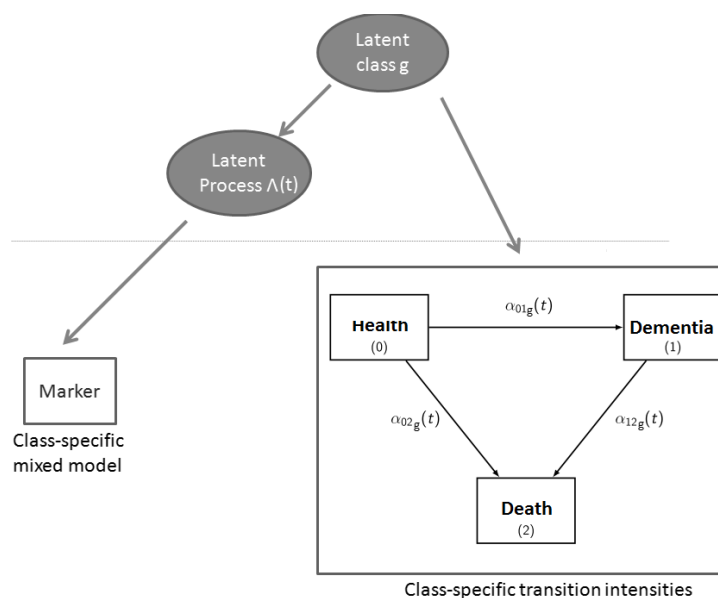 Latent
class g
Latent
Process Λ(t)
α01g(t)
Health
(0)
Dementia
(1)
Marker
α02g(t)
α12g(t)
Class-specific
mixed model
Death
(2)
Class-specific transition intensities